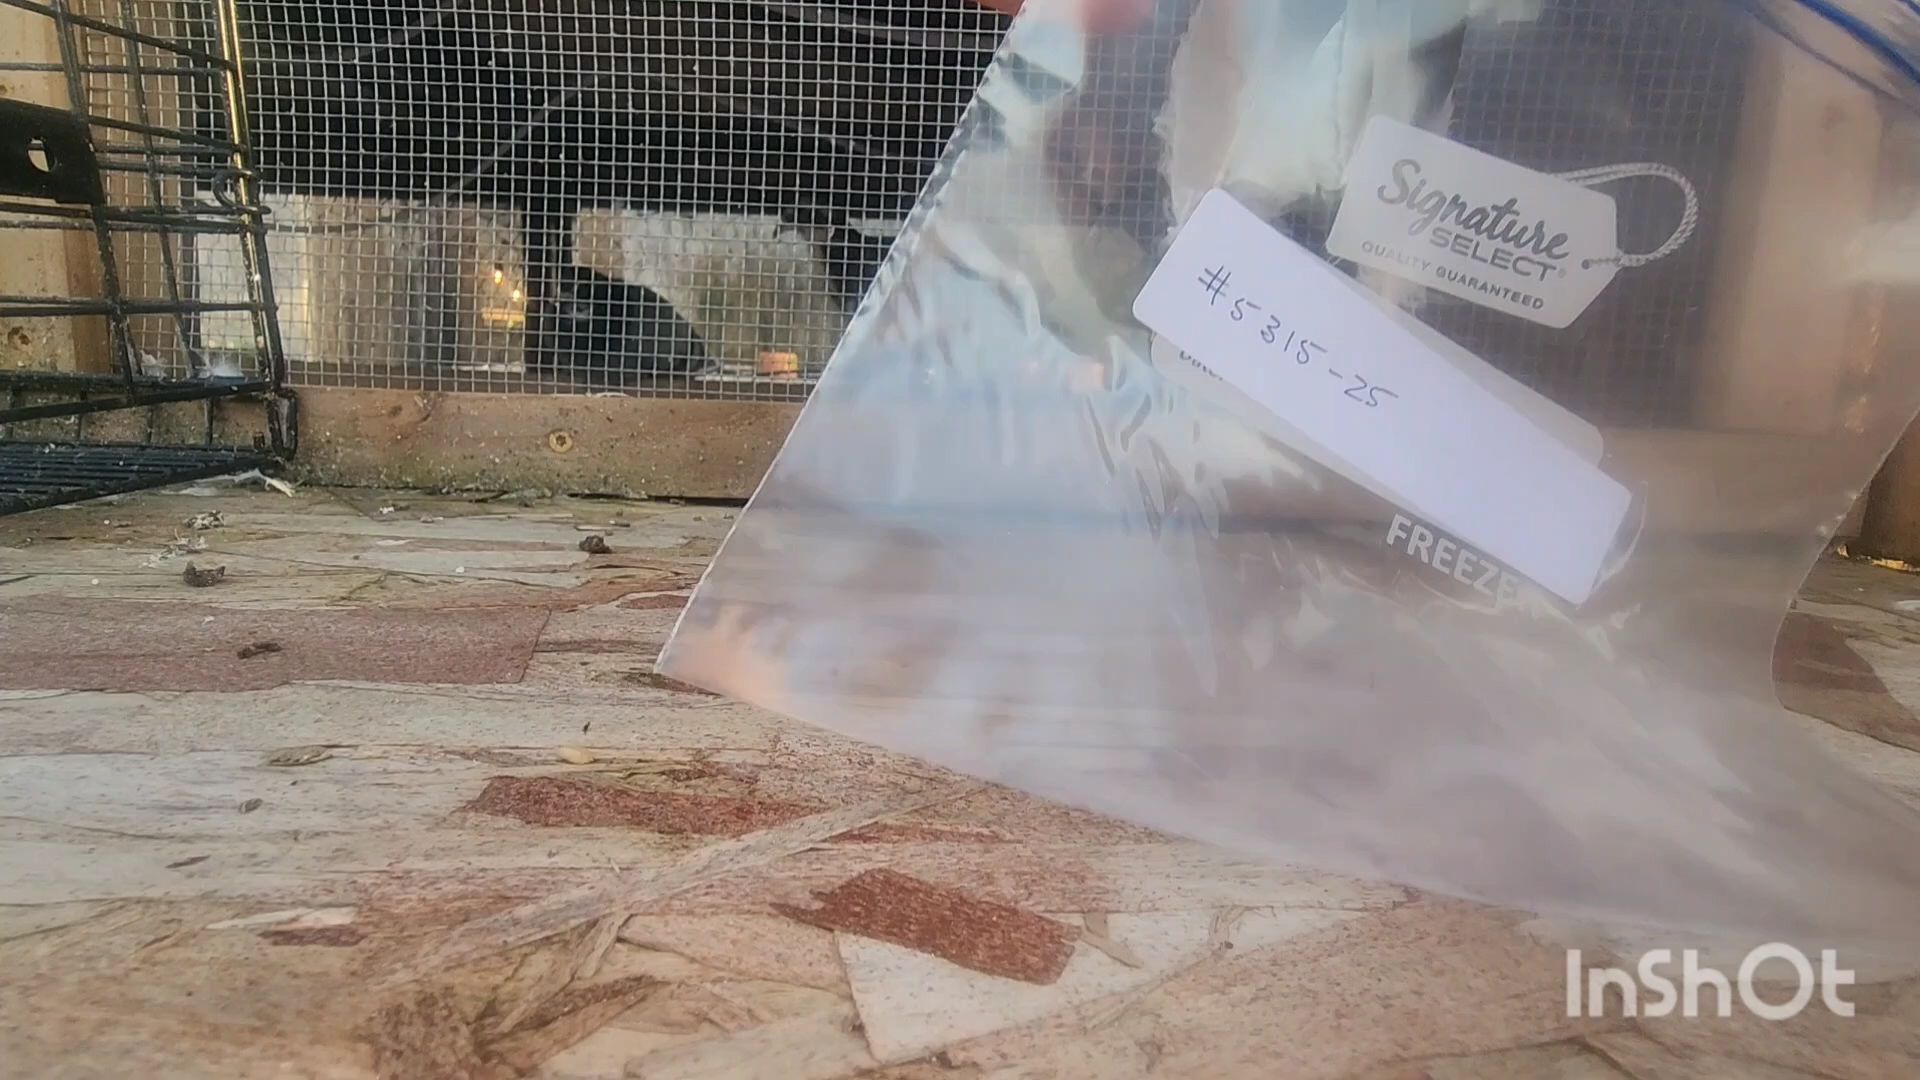 Signature
SELECT®
QUALITY GUARANTEED
#5315-25
FREEZE
InShOt